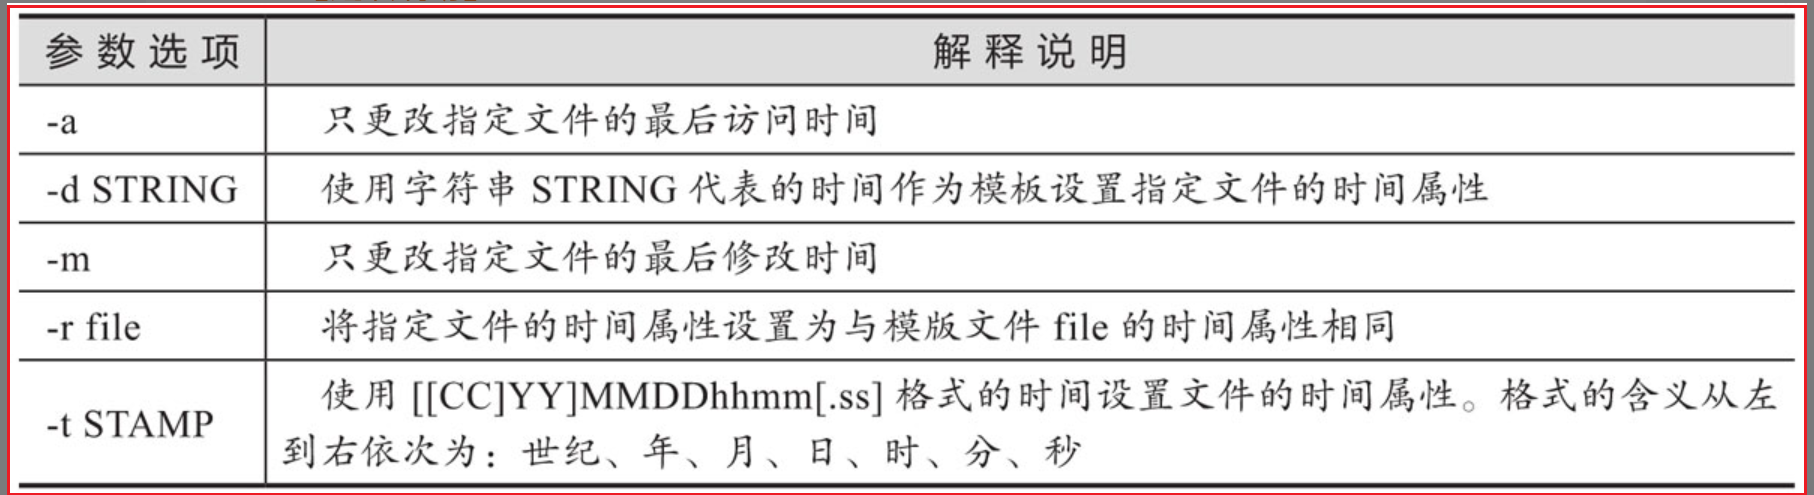 参数选项 解释说明
-a 只更改指定文件的最后访问时间
-d STRING 使用字符串 STRING 代表的时间作为模板设置指定文件的时间属性
-m 只更改指定文件的最后修改时间
-r file 将指定文件的时间属性设置为与模版文件 file 的时间属性相同
-t STAMP 使用 [[CC]YY]MMDDhhmm[.ss] 格式的时间设置文件的时间属性。格式的含义从左
到右依次为：世纪、年、月、日、时、分、秒